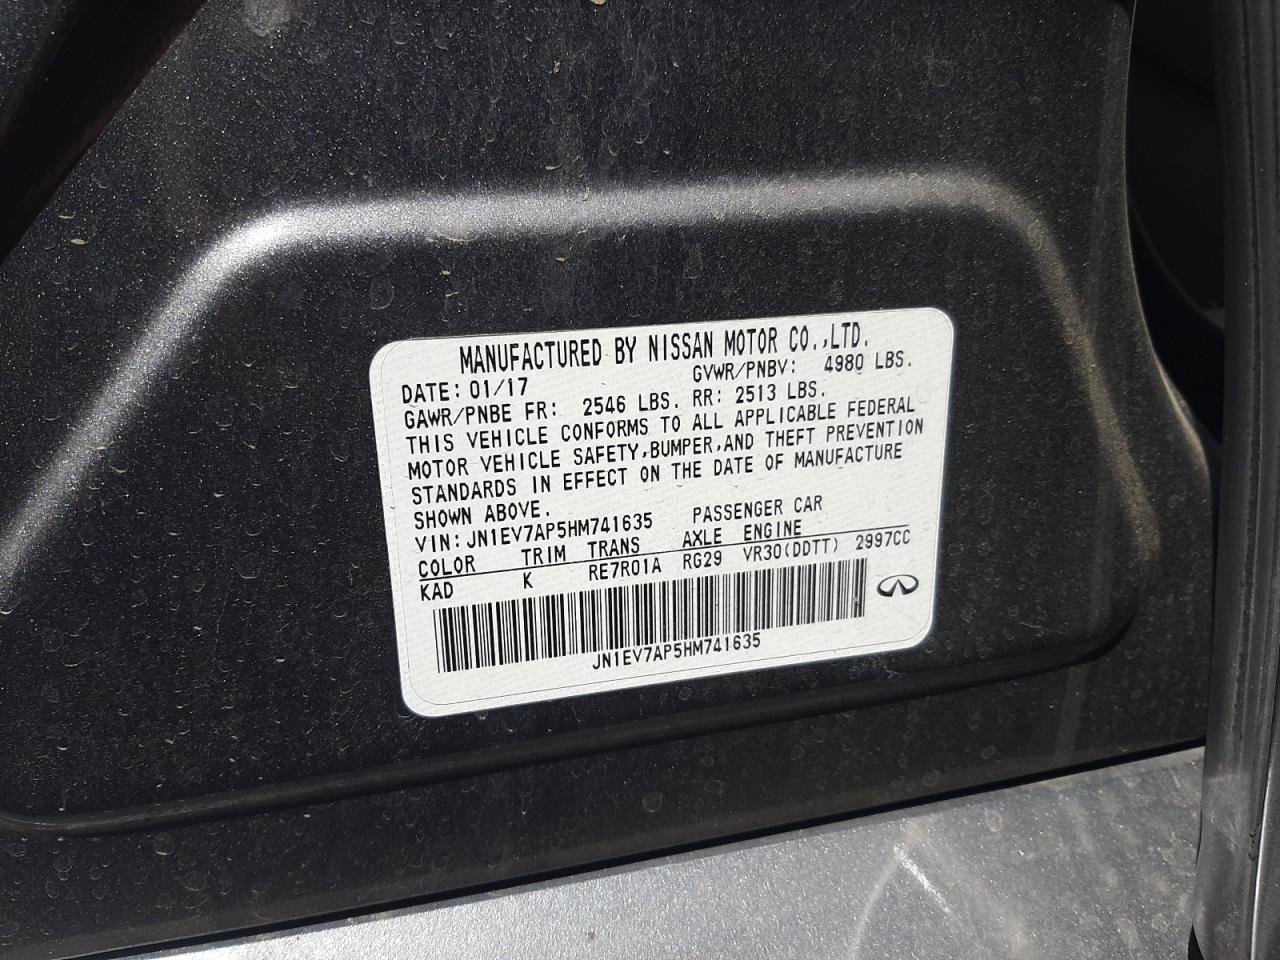 MANUFACTURED BY NISSAN MOTOR CO.,LTD.
DATE: 01/17 GVWR/PNBV: 4980 LBS.
GAWR/PNBE FR: 2546 LBS. RR: 2513 LBS.
THIS VEHICLE CONFORMS TO ALL APPLICABLE FEDERAL
MOTOR VEHICLE SAFETY,BUMPER,AND THEFT PREVENTION
STANDARDS IN EFFECT ON THE DATE OF MANUFACTURE
SHOWN ABOVE.
VIN: JN1EV7AP5HM741635 PASSENGER CAR
COLOR TRIM TRANS AXLE ENGINE
KAD K RE7R01A RG29 VR30(DDTT) 2997CC
JN1EV7AP5HM741635